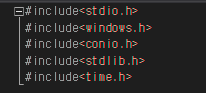 #include<stdio.h>
#include<windows.h>
#include<conio.h>
#include<stdlib.h>
#include<time.h>